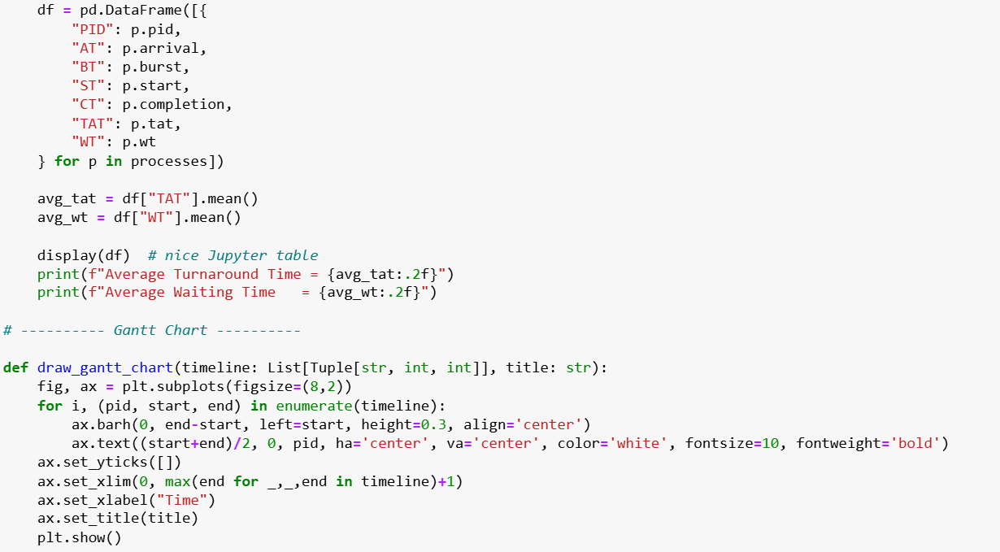 df = pd.DataFrame([{
        "PID": p.pid,
        "AT": p.arrival,
        "BT": p.burst,
        "ST": p.start,
        "CT": p.completion,
        "TAT": p.tat,
        "WT": p.wt
    } for p in processes])

    avg_tat = df["TAT"].mean()
    avg_wt = df["WT"].mean()

    display(df)  # nice Jupyter table
    print(f"Average Turnaround Time = {avg_tat:.2f}")
    print(f"Average Waiting Time   = {avg_wt:.2f}")

# ---------- Gantt Chart ----------

def draw_gantt_chart(timeline: List[Tuple[str, int, int]], title: str):
    fig, ax = plt.subplots(figsize=(8,2))
    for i, (pid, start, end) in enumerate(timeline):
        ax.barh(0, end-start, left=start, height=0.3, align='center')
        ax.text((start+end)/2, 0, pid, ha='center', va='center', color='white', fontsize=10, fontweight='bold')
    ax.set_yticks([])
    ax.set_xlim(0, max(end for _,_,end in timeline)+1)
    ax.set_xlabel("Time")
    ax.set_title(title)
    plt.show()